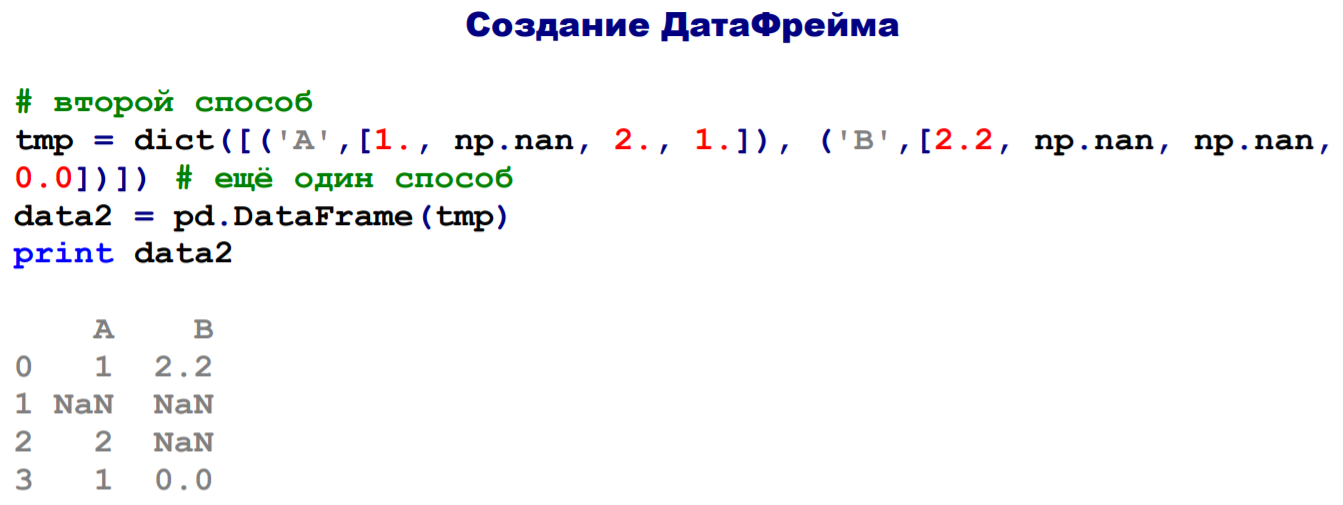 Создание ДатаФрейма
# второй способ
tmp = dict([('A',[1., np.nan, 2., 1.]), ('B',[2.2, np.nan, np.nan,
0.0])]) # ещё один способ
data2 = pd.DataFrame(tmp)
print data2
A B
0 1 2.2
1 NaN NaN
2 2 NaN
3 1 0.0